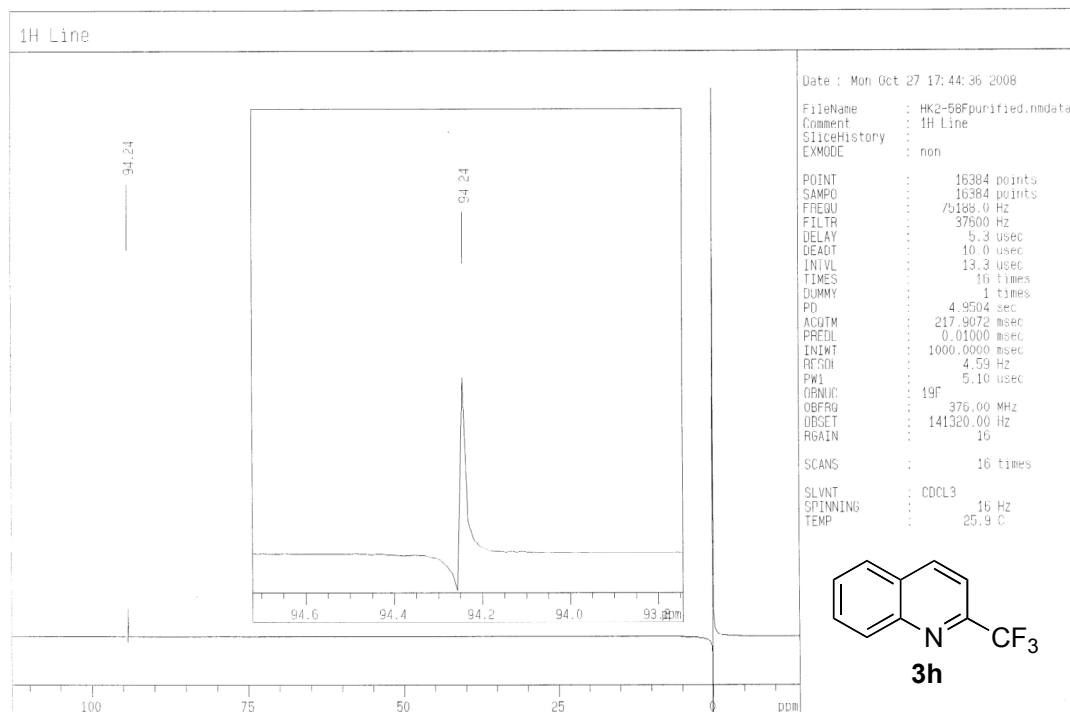 1H Line
94.24
94.24
94.6 94.4 94.2 94.0 93.8 ppm
100 75 50 25 0 ppm
Date : Mon Oct 27 17:44:36 2008
FileName : HK2-58Fpurified.nmdata
Comment : 1H Line
SliceHistory :
EXMODE : non
POINT : 16384 points
SAMPO : 16384 points
FREQU : 75188.0 Hz
FILTR : 37600 Hz
DELAY : 5.3 usec
DEADT : 10.0 usec
INTVL : 13.3 usec
TIMES : 16 times
DUMMY : 1 times
PD : 4.9504 sec
ACQTM : 217.9072 msec
PREDL : 0.01000 msec
INIWT : 1000.0000 msec
RESOL : 4.59 Hz
PW1 : 5.10 usec
OBNUC : 19F
OBFRQ : 376.00 MHz
OBSET : 141320.00 Hz
RGAIN : 16
SCANS : 16 times
SLVNT : CDCL3
SPINNING : 16 Hz
TEMP : 25.9 C
N CF3
3h